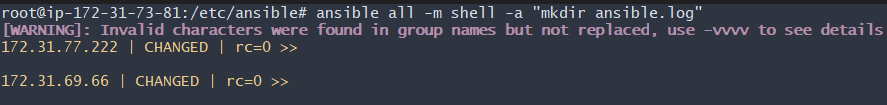 root@ip-172-31-73-81:/etc/ansible# ansible all -m shell -a "mkdir ansible.log"
[WARNING]: Invalid characters were found in group names but not replaced, use -vvvv to see details
172.31.77.222 | CHANGED | rc=0 >>
172.31.69.66 | CHANGED | rc=0 >>